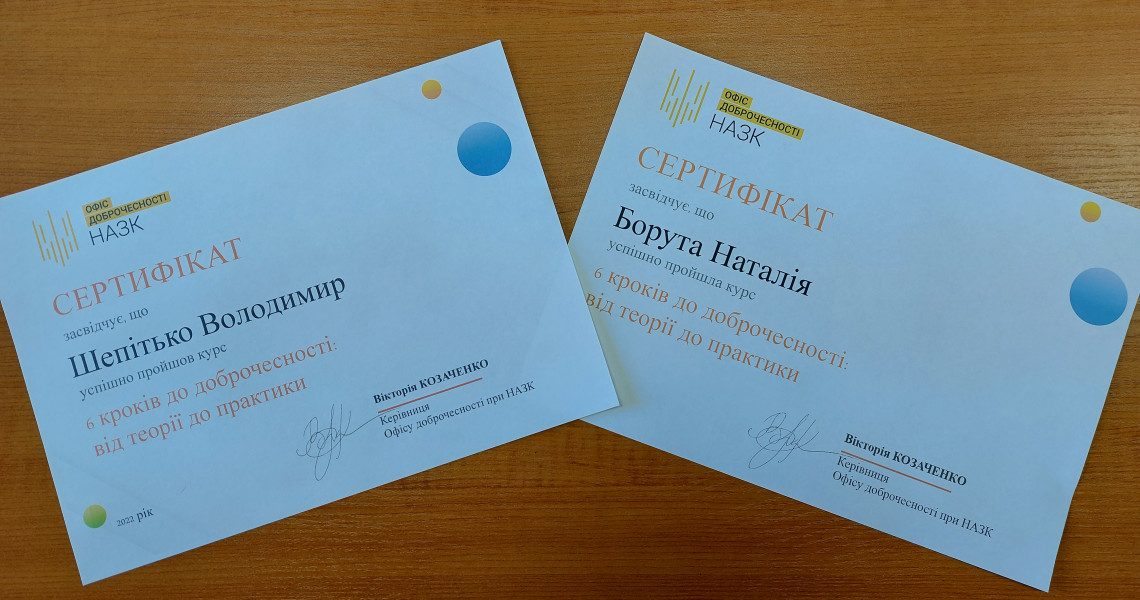 ОФІС
ДОБРОЧЕСНОСТІ
НАЗК
СЕРТИФІКАТ
засвідчує, що
Шепітько Володимир
успішно пройшов курс
6 кроків до доброчесності:
від теорії до практики
Вікторія КОЗАЧЕНКО
Керівниця
Офісу доброчесності при НАЗК
2022 рік
ОФІС
ДОБРОЧЕСНОСТІ
НАЗК
СЕРТИФІКАТ
засвідчує, що
Борута Наталія
успішно пройшла курс
6 кроків до доброчесності:
від теорії до практики
Вікторія КОЗАЧЕНКО
Керівниця
Офісу доброчесності при НАЗК